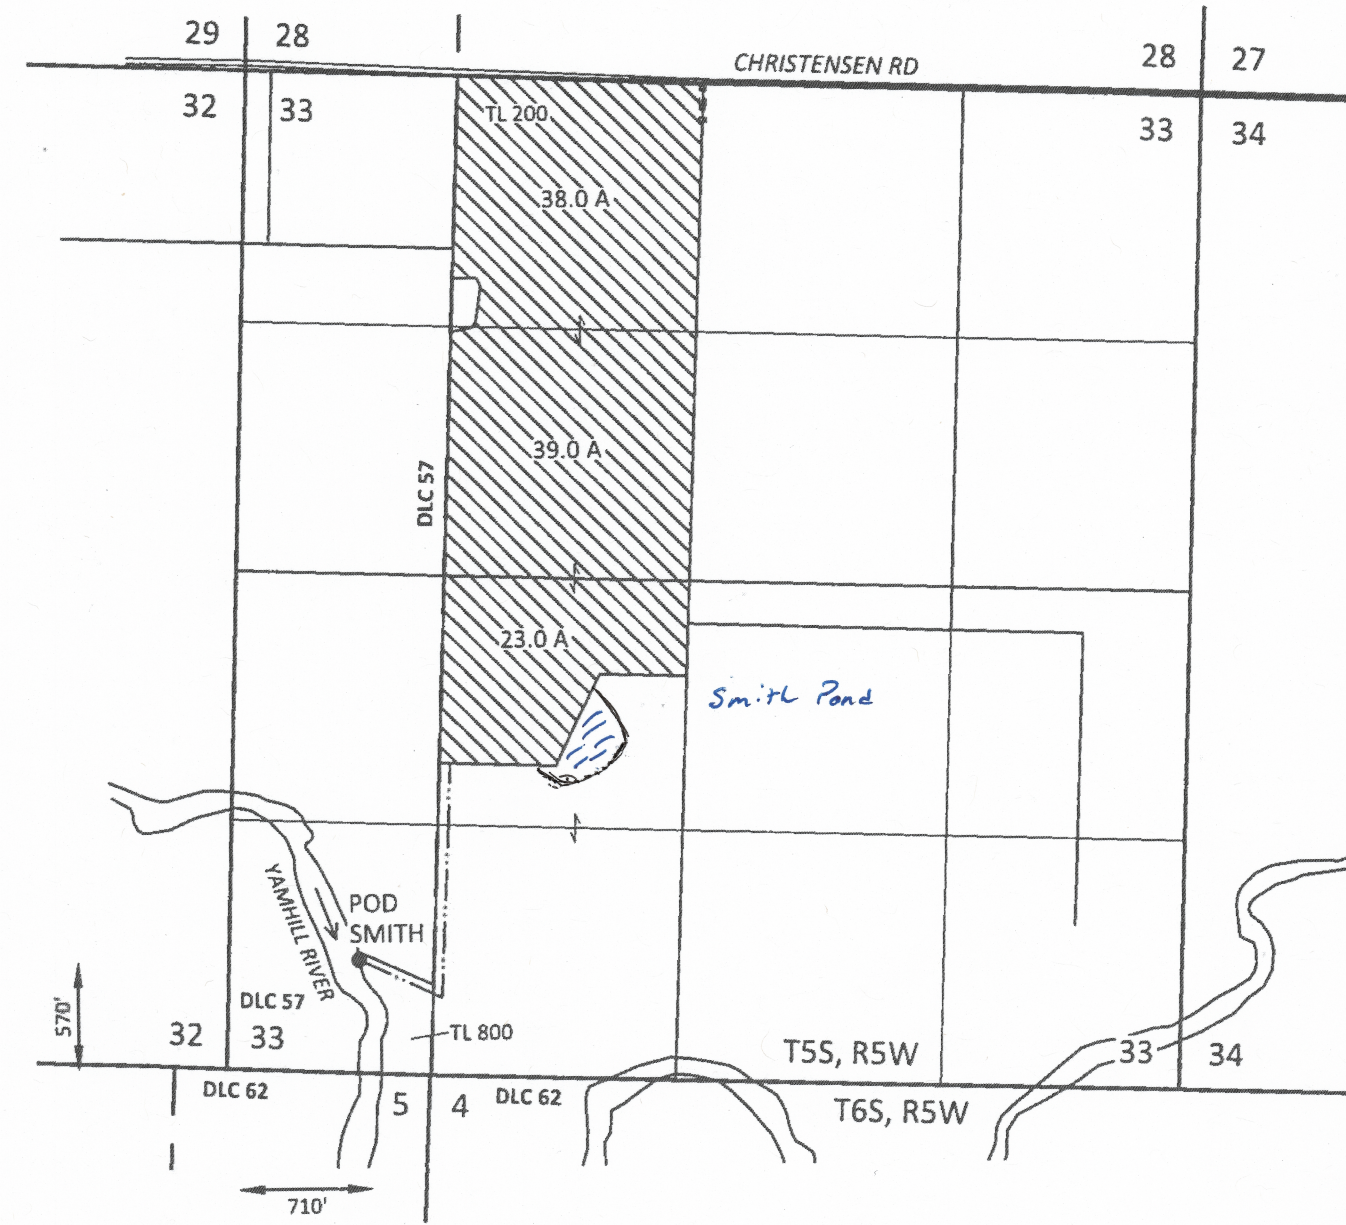 29 28
CHRISTENSEN RD
28 27
32 33
TL 200
33 34
38.0 A
39.0 A
DLC 57
23.0 A
Smith Pond
YAMHILL RIVER
POD
SMITH
570'
DLC 57
32 33
TL 800
T5S, R5W
33 34
DLC 62
5 4
DLC 62
T6S, R5W
710'